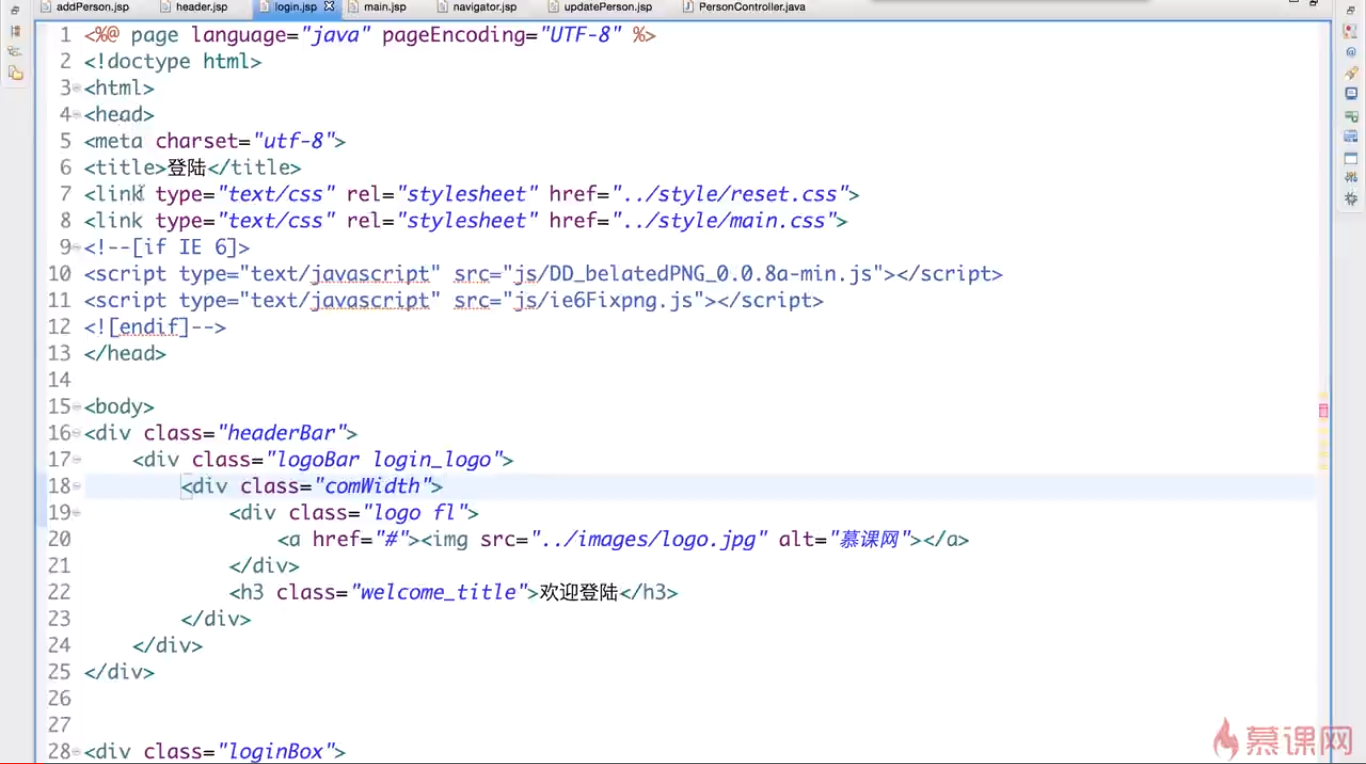 addPerson.jsp header.jsp login.jsp main.jsp navigator.jsp updatePerson.jsp PersonController.java
1 <%@ page language="java" pageEncoding="UTF-8" %>
2 <!doctype html>
3 <html>
4 <head>
5 <meta charset="utf-8">
6 <title>登陆</title>
7 <link type="text/css" rel="stylesheet" href="../style/reset.css">
8 <link type="text/css" rel="stylesheet" href="../style/main.css">
9 <!--[if IE 6]>
10 <script type="text/javascript" src="js/DD_belatedPNG_0.0.8a-min.js"></script>
11 <script type="text/javascript" src="js/ie6Fixpng.js"></script>
12 <![endif]-->
13 </head>
14
15 <body>
16 <div class="headerBar">
17 <div class="logoBar login_logo">
18 <div class="comWidth">
19 <div class="logo fl">
20 <a href="#"><img src="../images/logo.jpg" alt="慕课网"></a>
21 </div>
22 <h3 class="welcome_title">欢迎登陆</h3>
23 </div>
24 </div>
25 </div>
26
27
28 <div class="loginBox">
慕课网